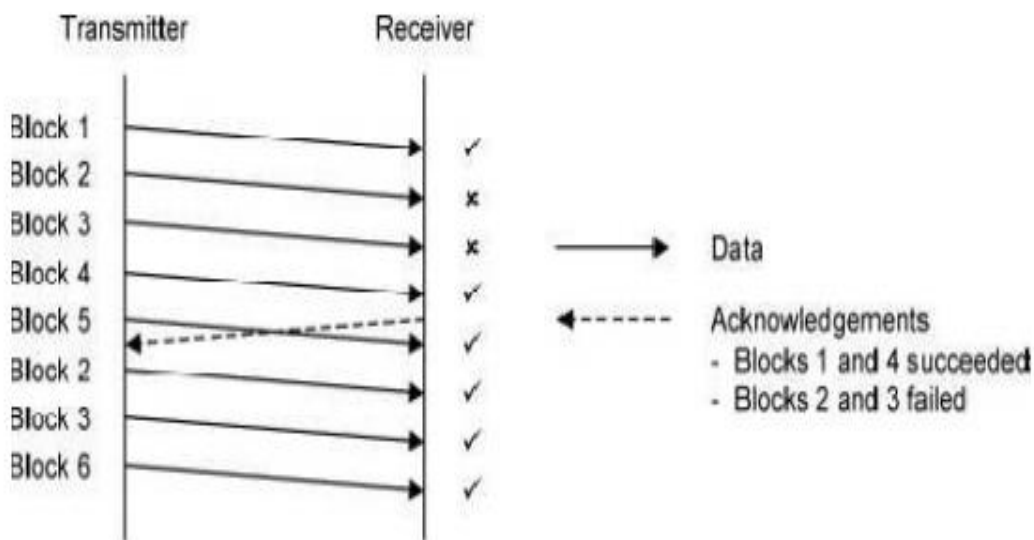 Transmitter
Receiver
Block 1
Block 2
Block 3
Block 4
Block 5
Block 2
Block 3
Block 6
Data
Acknowledgements
- Blocks 1 and 4 succeeded
- Blocks 2 and 3 failed